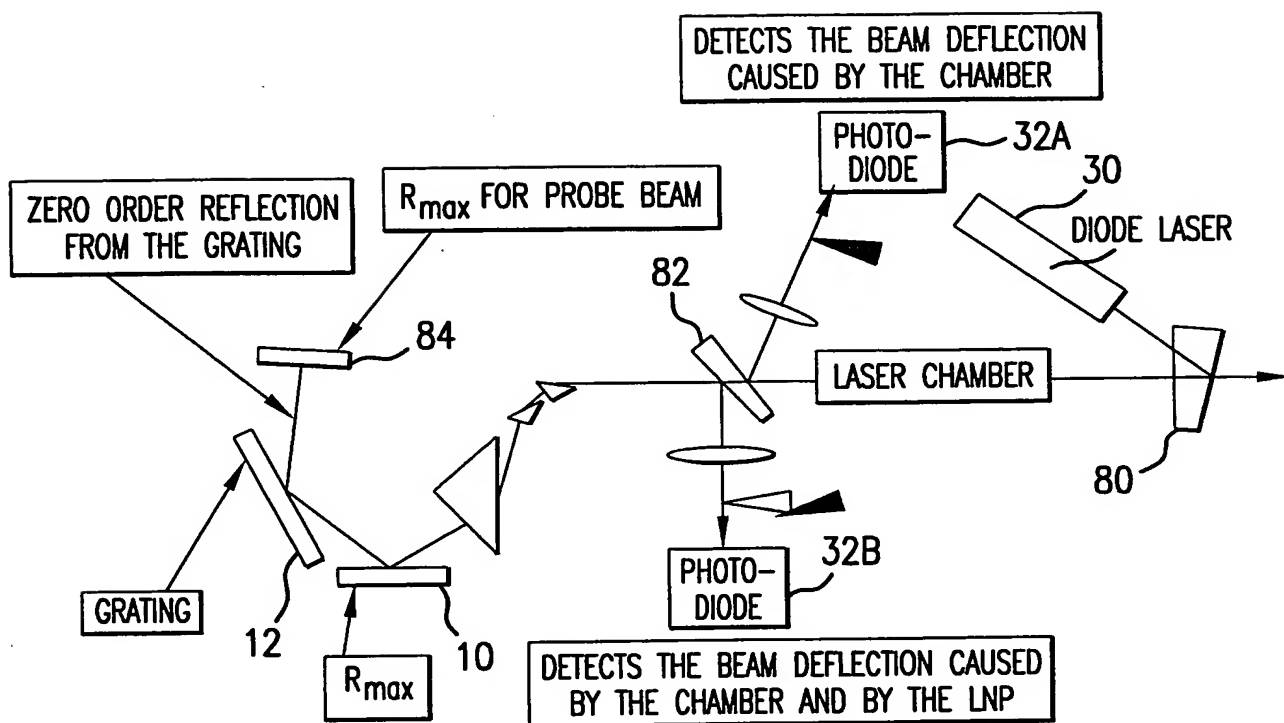 DETECTS THE BEAM DEFLECTION
CAUSED BY THE CHAMBER
PHOTO-
DIODE
32A
30
DIODE LASER
ZERO ORDER REFLECTION
FROM THE GRATING
Rmax FOR PROBE BEAM
84
82
LASER CHAMBER
80
GRATING
12
10
Rmax
PHOTO-
DIODE
32B
DETECTS THE BEAM DEFLECTION CAUSED
BY THE CHAMBER AND BY THE LNP